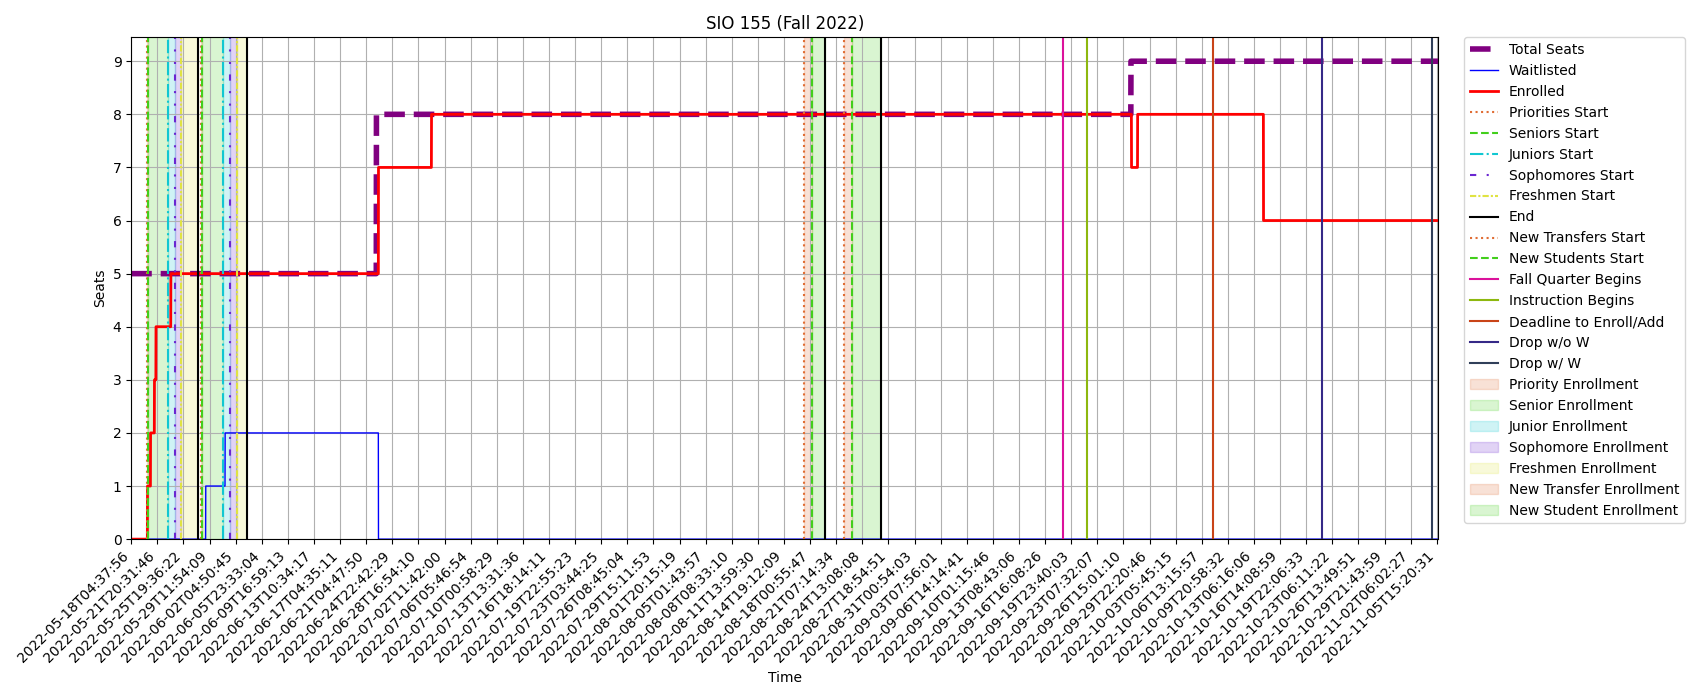 SIO 155 (Fall 2022)
Seats
9
8
7
6
5
4
3
2
1
0
2022-05-18T04:37:56
2022-05-21T20:31:46
2022-05-25T19:36:22
2022-05-29T11:54:09
2022-06-02T04:50:45
2022-06-05T23:33:04
2022-06-09T16:59:13
2022-06-13T10:34:17
2022-06-17T04:35:11
2022-06-21T04:47:50
2022-06-24T22:42:29
2022-06-28T16:54:10
2022-07-02T11:42:00
2022-07-06T05:46:54
2022-07-10T00:58:29
2022-07-13T13:31:36
2022-07-16T18:14:11
2022-07-19T22:55:23
2022-07-23T03:44:25
2022-07-26T08:45:04
2022-07-29T15:11:53
2022-08-01T20:15:19
2022-08-05T01:43:57
2022-08-08T08:33:10
2022-08-11T13:59:30
2022-08-14T19:12:09
2022-08-18T00:55:47
2022-08-21T07:14:34
2022-08-24T13:08:08
2022-08-27T18:54:51
2022-08-31T00:54:03
2022-09-03T07:56:01
2022-09-06T14:14:41
2022-09-10T01:15:46
2022-09-13T08:43:06
2022-09-16T16:08:26
2022-09-19T23:40:03
2022-09-23T07:32:07
2022-09-26T15:01:10
2022-09-29T22:20:46
2022-10-03T05:45:15
2022-10-06T13:15:57
2022-10-09T20:58:32
2022-10-13T06:16:06
2022-10-16T14:08:59
2022-10-19T22:06:33
2022-10-23T06:11:22
2022-10-26T13:49:51
2022-10-29T21:43:59
2022-11-02T06:02:27
2022-11-05T15:20:31
Time
Total Seats
Waitlisted
Enrolled
Priorities Start
Seniors Start
Juniors Start
Sophomores Start
Freshmen Start
End
New Transfers Start
New Students Start
Fall Quarter Begins
Instruction Begins
Deadline to Enroll/Add
Drop w/o W
Drop w/ W
Priority Enrollment
Senior Enrollment
Junior Enrollment
Sophomore Enrollment
Freshmen Enrollment
New Transfer Enrollment
New Student Enrollment